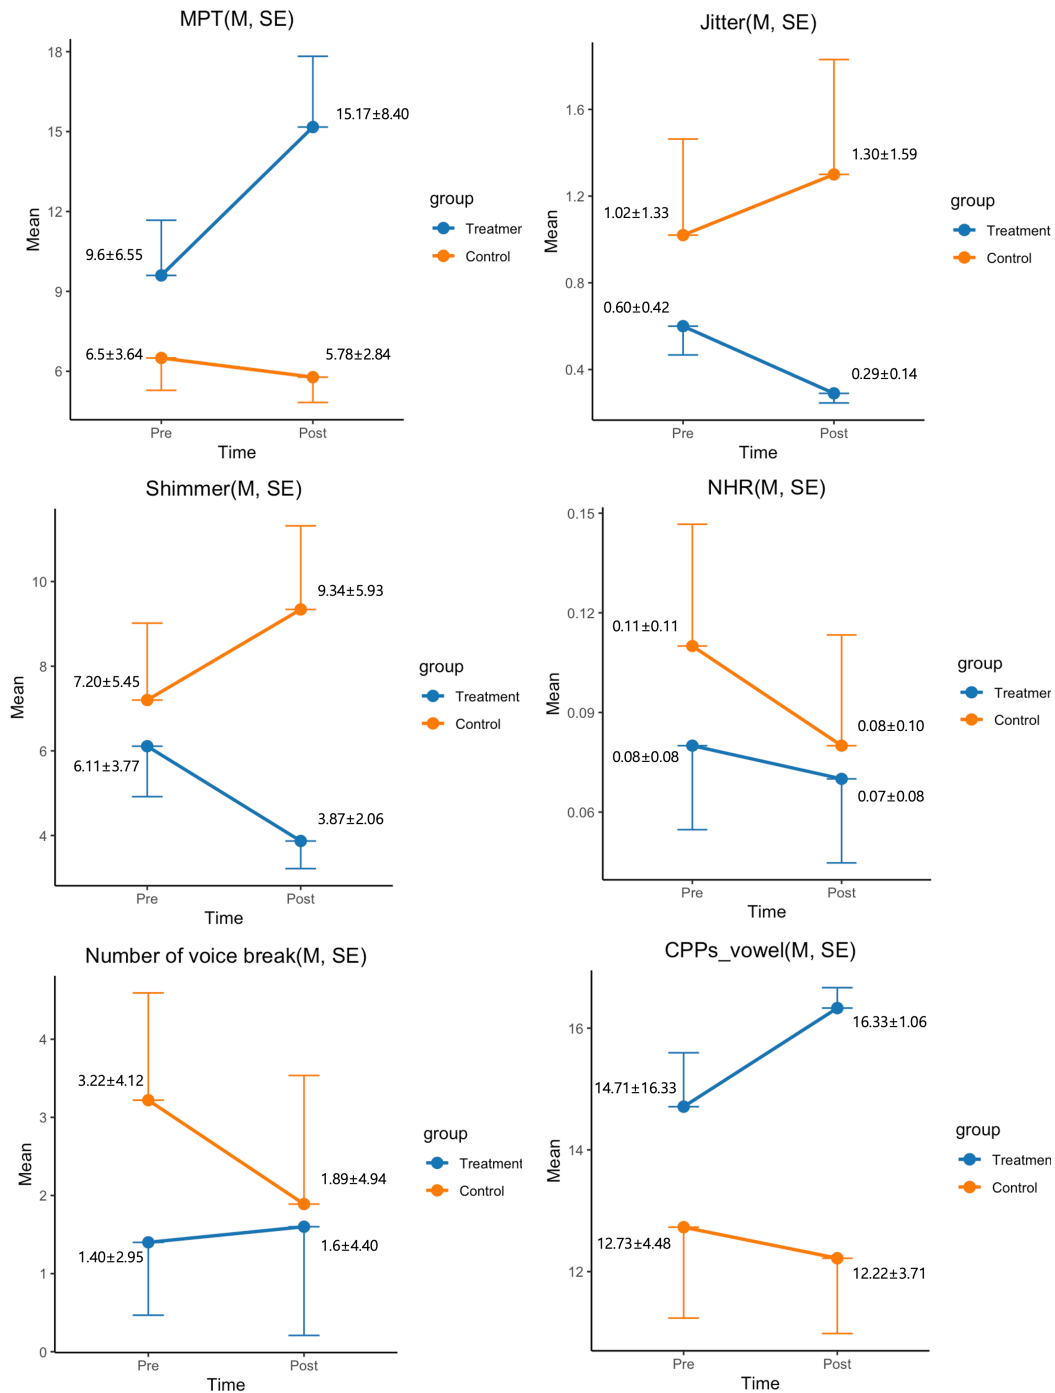 MPT(M, SE)
18
15
12
9
6
Mean
15.17±8.40
9.6±6.55
6.5±3.64
5.78±2.84
Pre
Post
Time
group
Treatmer
Control
Jitter(M, SE)
1.6
1.2
0.8
0.4
Mean
1.30±1.59
1.02±1.33
0.60±0.42
0.29±0.14
Pre
Post
Time
group
Treatment
Control
Shimmer(M, SE)
10
8
6
4
Mean
9.34±5.93
7.20±5.45
6.11±3.77
3.87±2.06
Pre
Post
Time
group
Treatment
Control
NHR(M, SE)
0.15
0.12
0.09
0.06
Mean
0.11±0.11
0.08±0.10
0.08±0.08
0.07±0.08
Pre
Post
Time
group
Treatmer
Control
Number of voice break(M, SE)
4
3
2
1
0
Mean
3.22±4.12
1.89±4.94
1.40±2.95
1.6±4.40
Pre
Post
Time
group
Treatment
Control
CPPs_vowel(M, SE)
16
14
12
Mean
16.33±1.06
14.71±16.33
12.73±4.48
12.22±3.71
Pre
Post
Time
group
Treatmen
Control